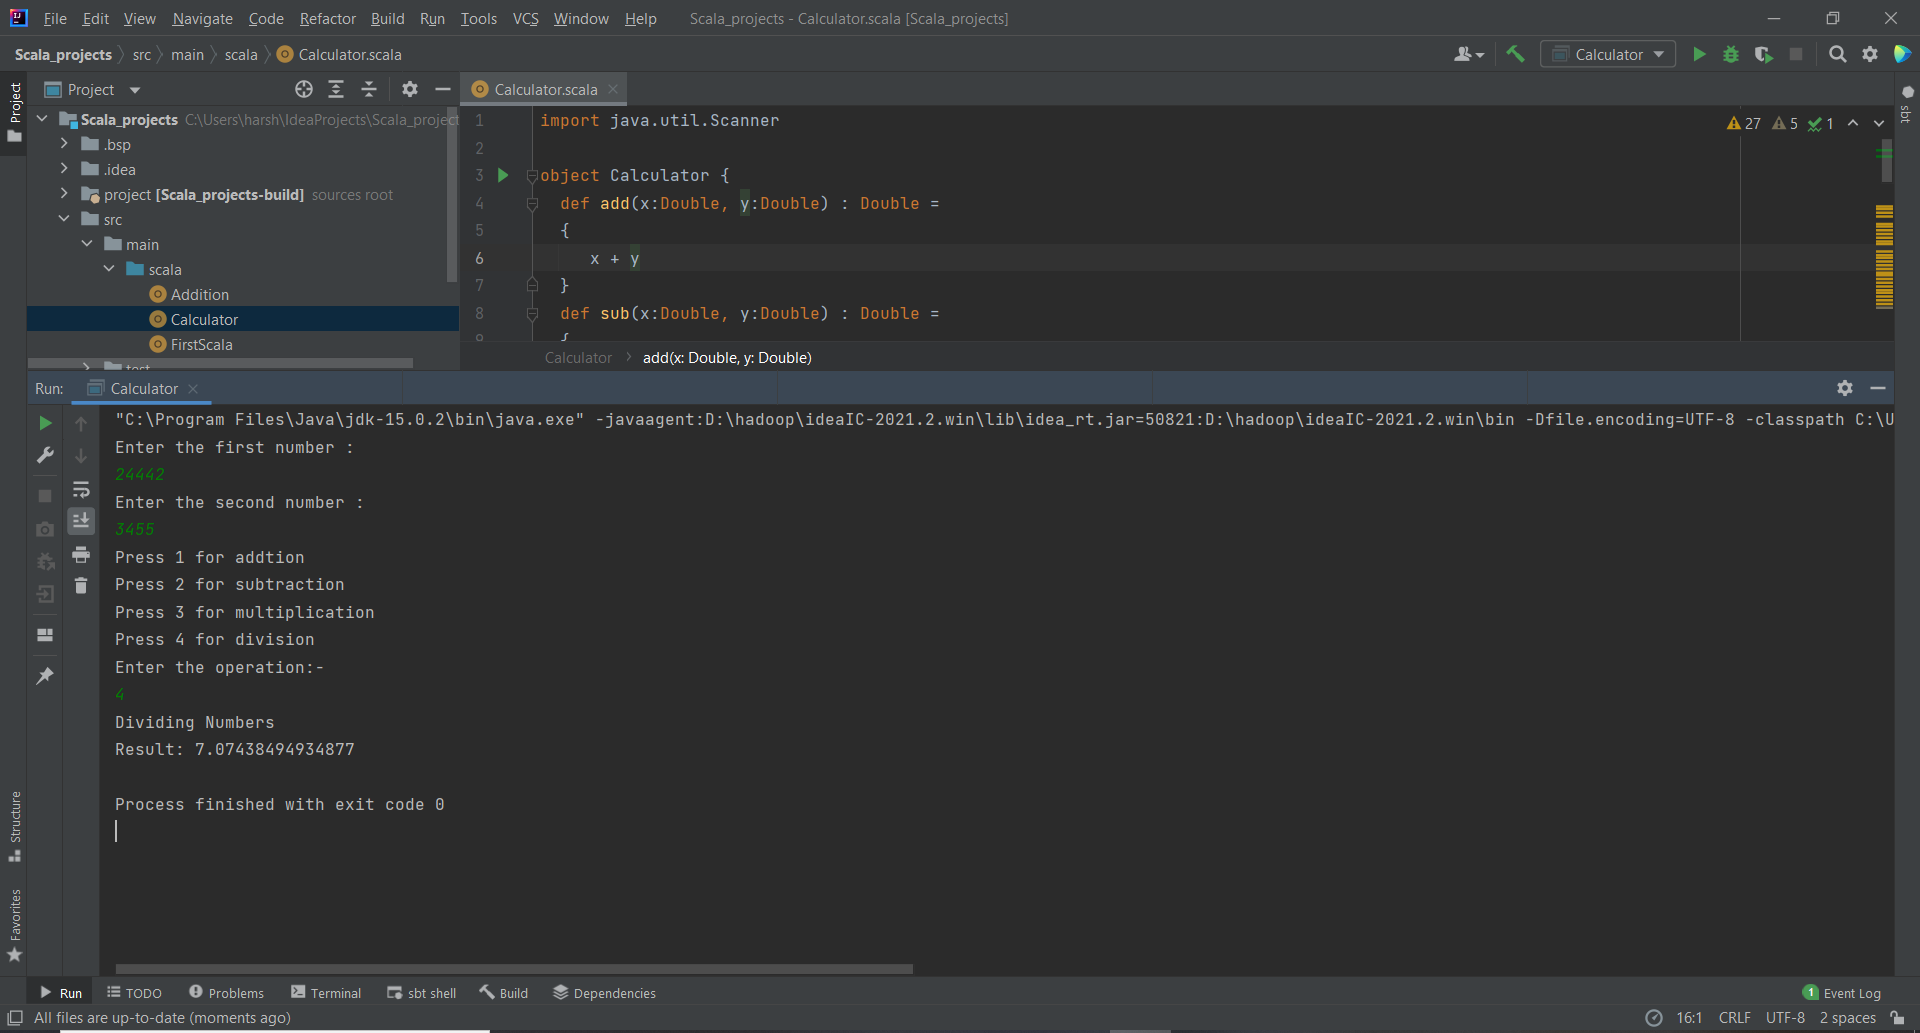 File Edit View Navigate Code Refactor Build Run Tools VCS Window Help Scala_projects - Calculator.scala [Scala_projects]
Scala_projects src main scala Calculator.scala Calculator
Project Calculator.scala
Project
sbt
Scala_projects C:\Users\harsh\IdeaProjects\Scala_project
.bsp
.idea
project [Scala_projects-build] sources root
src
main
scala
Addition
Calculator
FirstScala
test
27 5 1
1 import java.util.Scanner
2
3 object Calculator {
4 def add(x:Double, y:Double) : Double =
5 {
6 x + y
7 }
8 def sub(x:Double, y:Double) : Double =
9 {
Calculator add(x: Double, y: Double)
Run: Calculator
"C:\Program Files\Java\jdk-15.0.2\bin\java.exe" -javaagent:D:\hadoop\ideaIC-2021.2.win\lib\idea_rt.jar=50821:D:\hadoop\ideaIC-2021.2.win\bin -Dfile.encoding=UTF-8 -classpath C:\U
Enter the first number :
24442
Enter the second number :
3455
Press 1 for addtion
Press 2 for subtraction
Press 3 for multiplication
Press 4 for division
Enter the operation:-
4
Dividing Numbers
Result: 7.07438494934877
Process finished with exit code 0
Structure
Favorites
Run TODO Problems Terminal sbt shell Build Dependencies 1 Event Log
All files are up-to-date (moments ago) 16:1 CRLF UTF-8 2 spaces